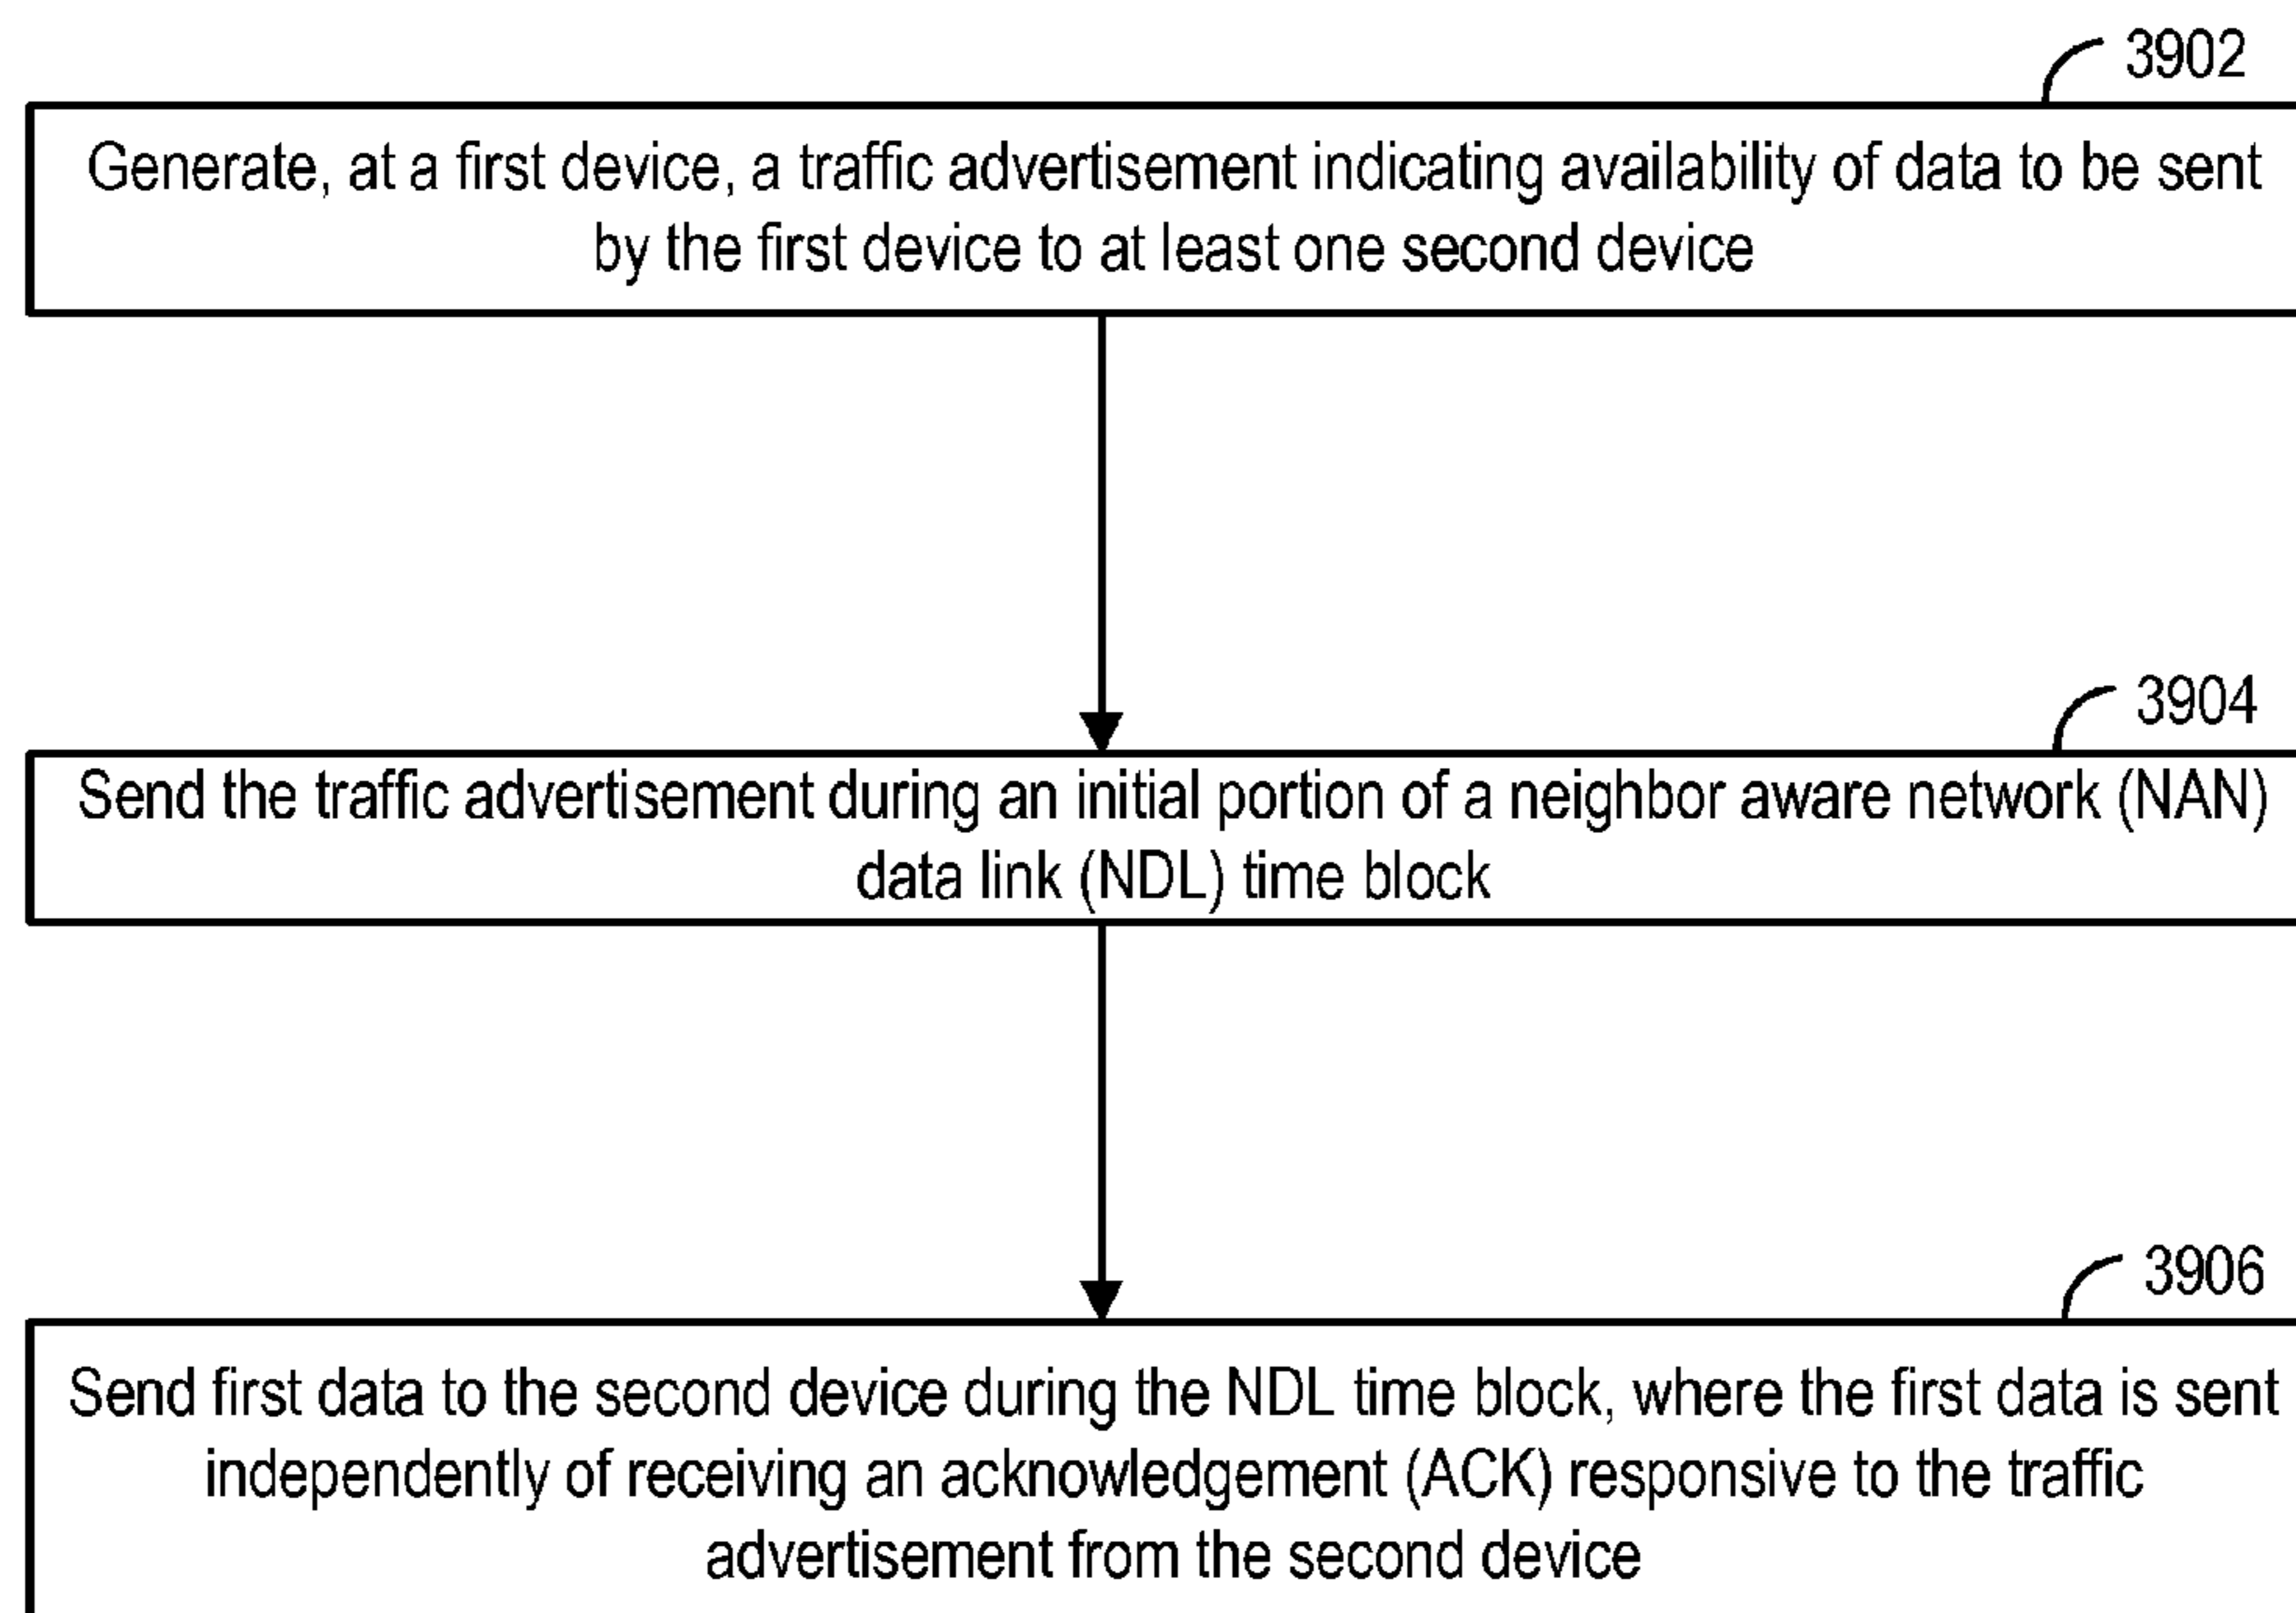 3902
Generate, at a first device, a traffic advertisement indicating availability of data to be sent
by the first device to at least one second device
3904
Send the traffic advertisement during an initial portion of a neighbor aware network (NAN)
data link (NDL) time block
3906
Send first data to the second device during the NDL time block, where the first data is sent
independently of receiving an acknowledgement (ACK) responsive to the traffic
advertisement from the second device